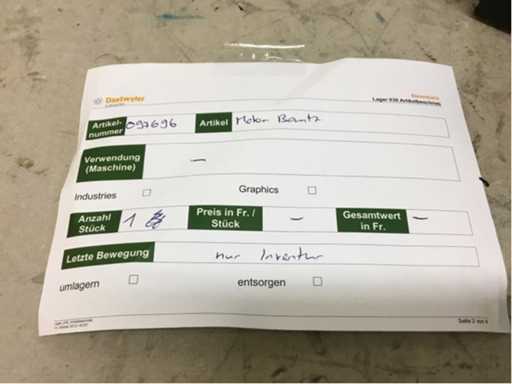 Daetwyler
Lager 938 Artikelbeschrieb
Artikel-nummer 092696 Artikel Motor Bautz
Verwendung (Maschine) –
Industries Graphics
Anzahl Stück 1 Preis in Fr. / Stück – Gesamtwert in Fr. –
Letzte Bewegung nur Inventur
umlagern entsorgen
Seite 2 von 4